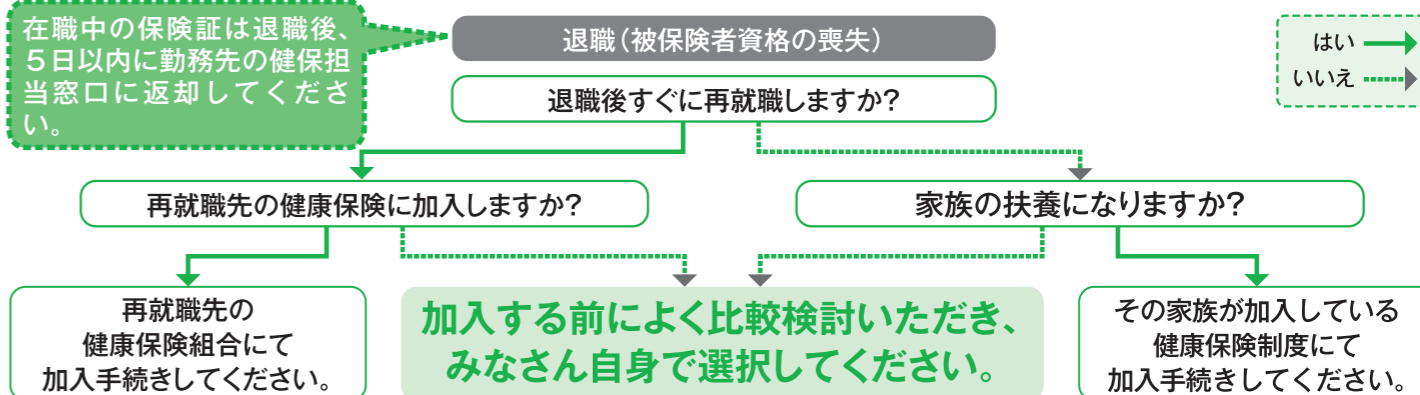 在職中の保険証は退職後、
５日以内に勤務先の健保担
当窓口に返却してくださ
い。
退職（被保険者資格の喪失）
はい
いいえ
退職後すぐに再就職しますか？
再就職先の健康保険に加入しますか？
家族の扶養になりますか？
再就職先の
健康保険組合にて
加入手続きしてください。
加入する前によく比較検討いただき、
みなさん自身で選択してください。
その家族が加入している
健康保険制度にて
加入手続きしてください。